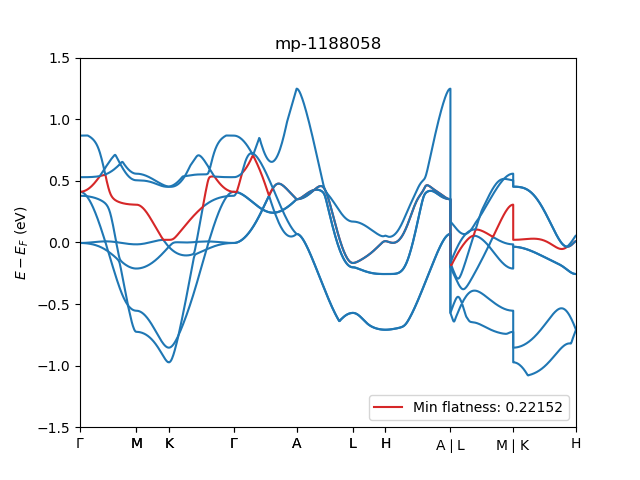 mp-1188058
E − E_F (eV)
1.5
1.0
0.5
0.0
−0.5
−1.0
−1.5
Min flatness: 0.22152
Γ M K Γ A L H A | L M | K H